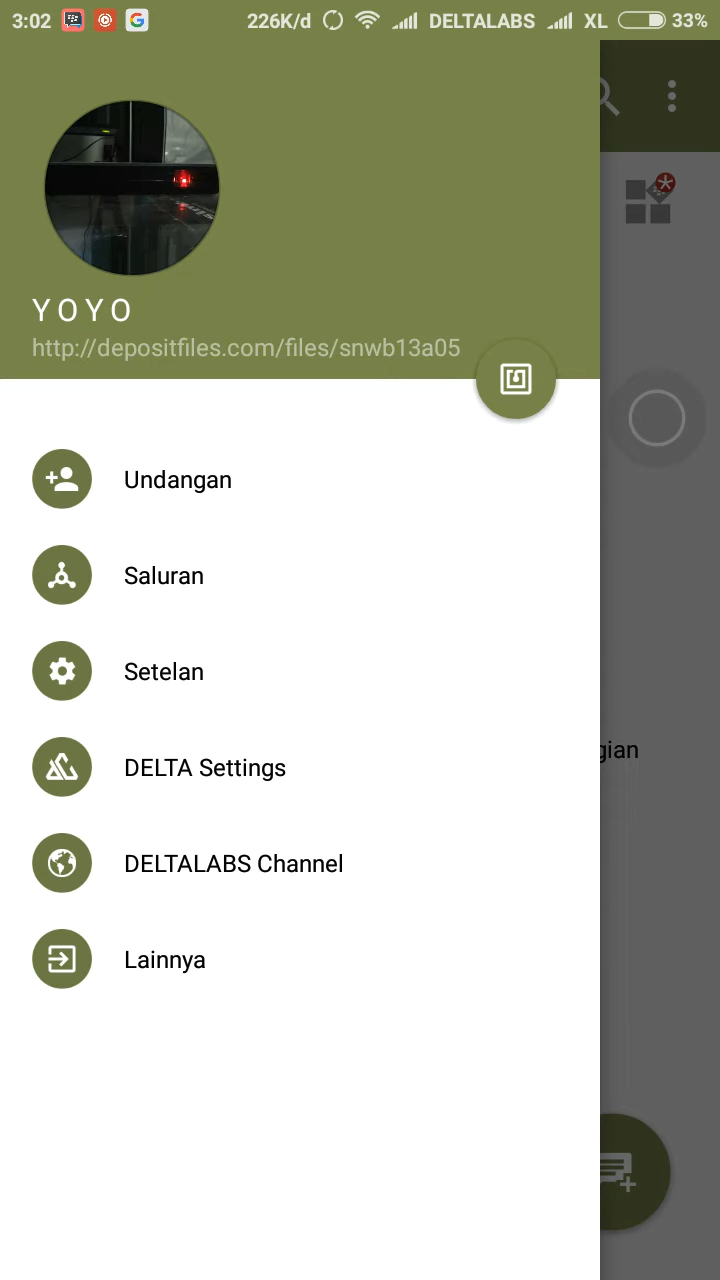 3:02 226K/d DELTALABS XL 33%
Y O Y O
http://depositfiles.com/files/snwb13a05
Undangan
Saluran
Setelan
DELTA Settings
gian
DELTALABS Channel
Lainnya